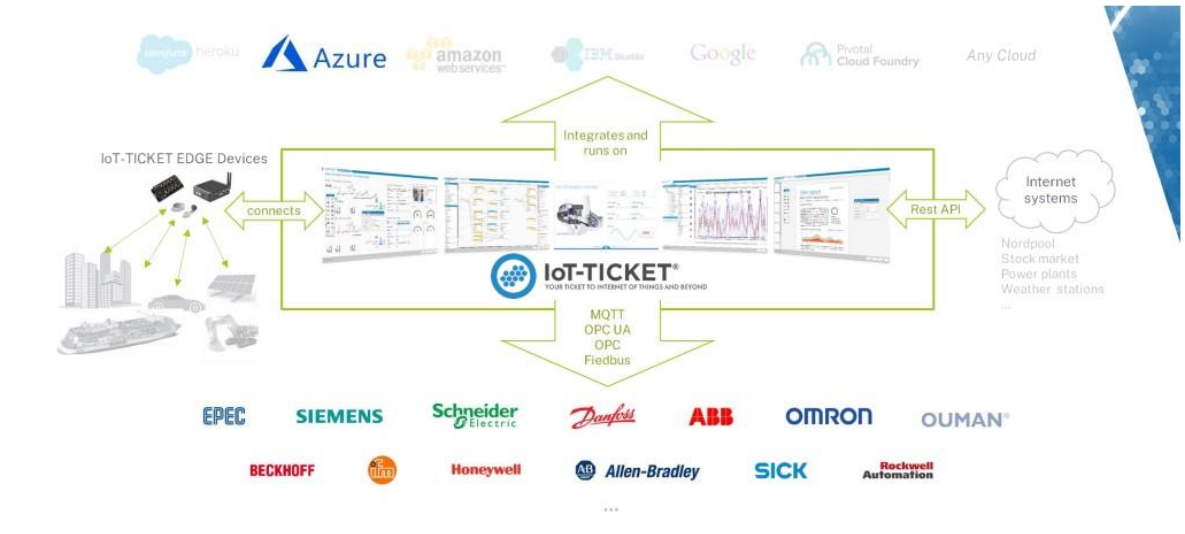 salesforce heroku
Azure
amazon
web services™
IBM Bluemix
Google
Pivotal
Cloud Foundry
Any Cloud
Integrates and
runs on
IoT-TICKET EDGE Devices
connects
Rest API
Internet
systems
Nordpool
Stock market
Power plants
Weather stations
...
IoT-TICKET®
YOUR TICKET TO INTERNET OF THINGS AND BEYOND
MQTT
OPC UA
OPC
Fiedbus
EPEC
SIEMENS
Schneider
Electric
Danfoss
ABB
OMRON
OUMAN®
BECKHOFF
ifm
Honeywell
AB
Allen-Bradley
SICK
Rockwell
Automation
...